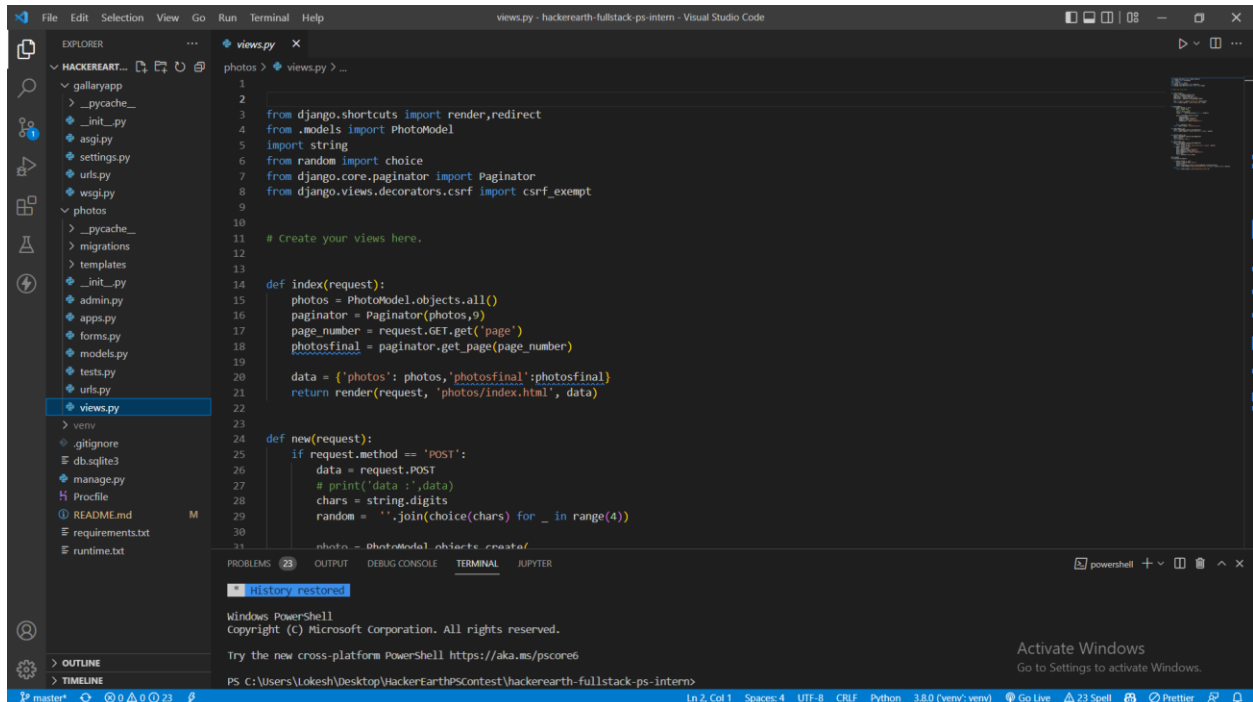 File Edit Selection View Go Run Terminal Help
views.py - hackerearth-fullstack-ps-intern - Visual Studio Code
EXPLORER
HACKEREART...
gallaryapp
__pycache__
__init__.py
asgi.py
settings.py
urls.py
wsgi.py
photos
__pycache__
migrations
templates
__init__.py
admin.py
apps.py
forms.py
models.py
tests.py
urls.py
views.py
venv
.gitignore
db.sqlite3
manage.py
Procfile
README.md M
requirements.txt
runtime.txt
OUTLINE
TIMELINE
1
views.py
photos > views.py > ...
1
2
3 from django.shortcuts import render,redirect
4 from .models import PhotoModel
5 import string
6 from random import choice
7 from django.core.paginator import Paginator
8 from django.views.decorators.csrf import csrf_exempt
9
10
11 # Create your views here.
12
13
14 def index(request):
15     photos = PhotoModel.objects.all()
16     paginator = Paginator(photos,9)
17     page_number = request.GET.get('page')
18     photosfinal = paginator.get_page(page_number)
19
20     data = {'photos': photos,'photosfinal':photosfinal}
21     return render(request, 'photos/index.html', data)
22
23
24 def new(request):
25     if request.method == 'POST':
26         data = request.POST
27         # print('data :',data)
28         chars = string.digits
29         random =  ''.join(choice(chars) for _ in range(4))
30
31         photo = PhotoModel.objects.create(
PROBLEMS 23 OUTPUT DEBUG CONSOLE TERMINAL JUPYTER
powershell
* History restored
Windows PowerShell
Copyright (C) Microsoft Corporation. All rights reserved.
Try the new cross-platform PowerShell https://aka.ms/pscore6
PS C:\Users\Lokesh\Desktop\HackerEarthPSContest\hackerearth-fullstack-ps-intern>
Activate Windows
Go to Settings to activate Windows.
master* 0 0 23 Ln 2, Col 1 Spaces: 4 UTF-8 CRLF Python 3.8.0 ('venv': venv) Go Live 23 Spell Prettier